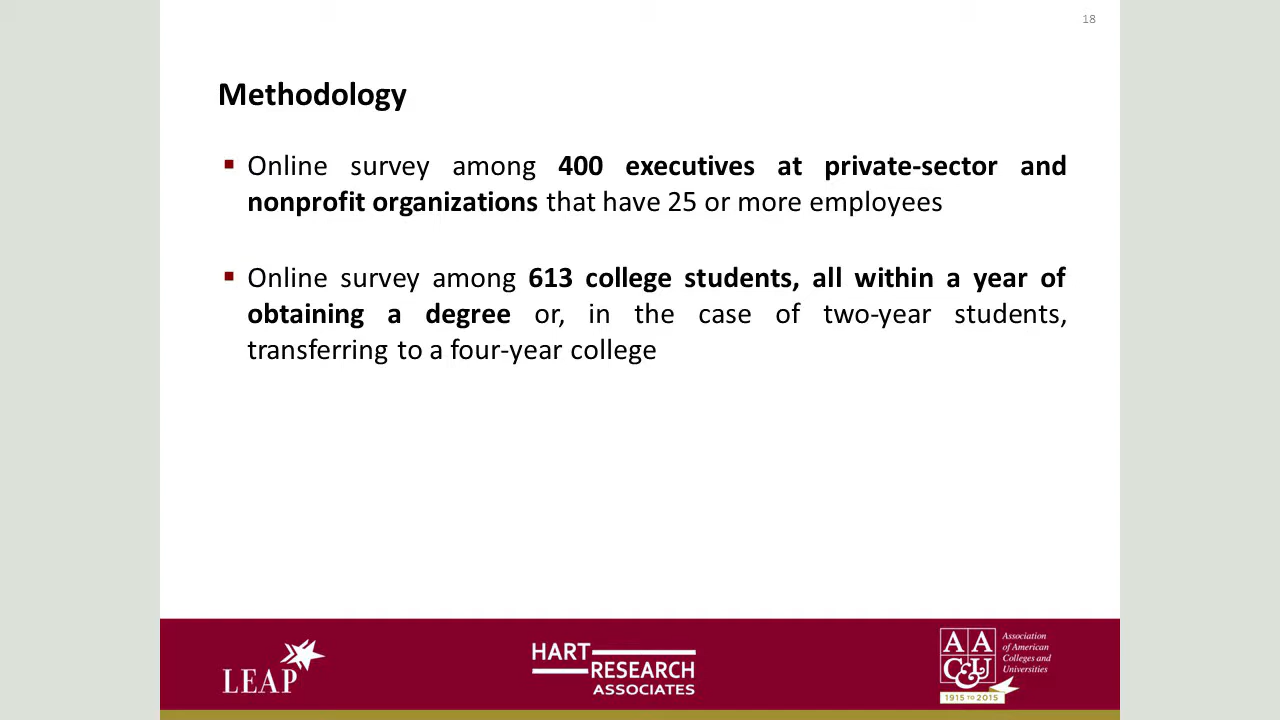 18
Methodology
▪ Online survey among 400 executives at private-sector and
nonprofit organizations that have 25 or more employees
▪ Online survey among 613 college students, all within a year of
obtaining a degree or, in the case of two-year students,
transferring to a four-year college
LEAP
HART
RESEARCH
ASSOCIATES
AA
C&U
Association
of American
Colleges and
Universities
1915 TO 2015